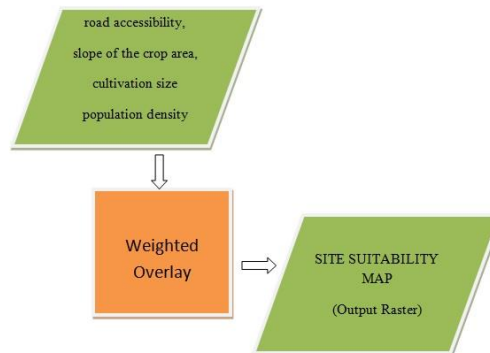 road accessibility,
slope of the crop area,
cultivation size
population density
Weighted
Overlay
SITE SUITABILITY
MAP
(Output Raster)